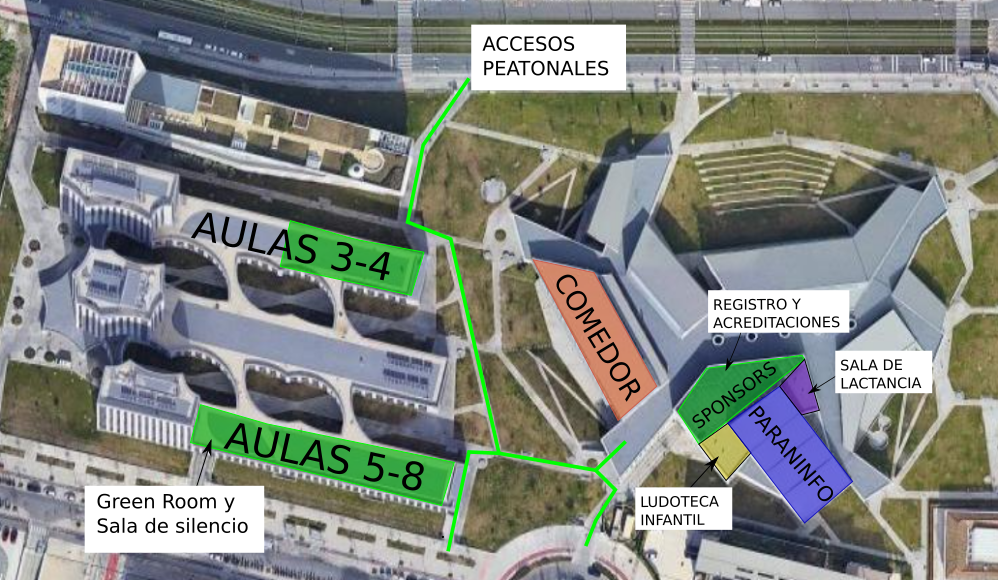 ACCESOS
PEATONALES
AULAS 3-4
COMEDOR
REGISTRO Y
ACREDITACIONES
SALA DE
LACTANCIA
SPONSORS
PARANINFO
AULAS 5-8
Green Room y
Sala de silencio
LUDOTECA
INFANTIL